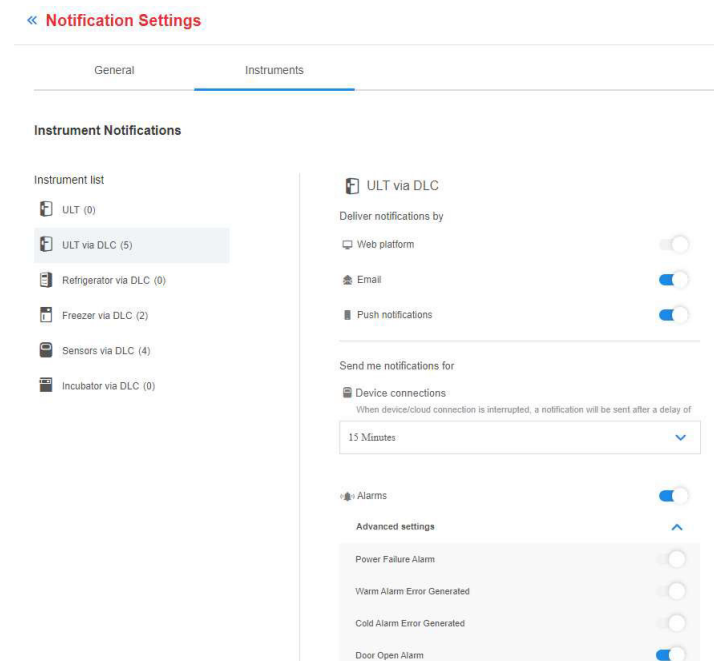 « Notification Settings
General
Instruments
Instrument Notifications
Instrument list
ULT (0)
ULT via DLC (5)
Refrigerator via DLC (0)
Freezer via DLC (2)
Sensors via DLC (4)
Incubator via DLC (0)
ULT via DLC
Deliver notifications by
Web platform
Email
Push notifications
Send me notifications for
Device connections
When device/cloud connection is interrupted, a notification will be sent after a delay of
15 Minutes
Alarms
Advanced settings
Power Failure Alarm
Warm Alarm Error Generated
Cold Alarm Error Generated
Door Open Alarm